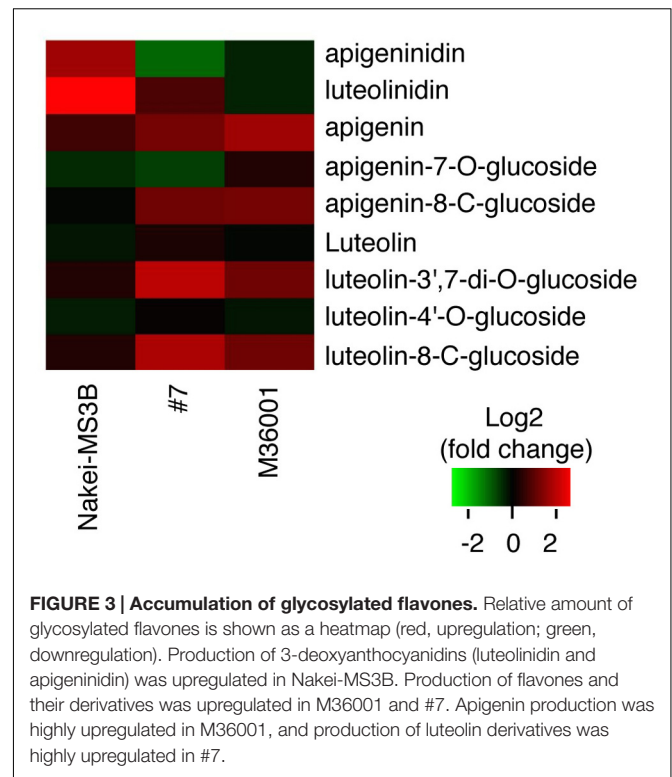 apigeninidin
luteolinidin
apigenin
apigenin-7-O-glucoside
apigenin-8-C-glucoside
Luteolin
luteolin-3',7-di-O-glucoside
luteolin-4'-O-glucoside
luteolin-8-C-glucoside
Nakei-MS3B
#7
M36001
Log2
(fold change)
-2 0 2
FIGURE 3 | Accumulation of glycosylated flavones. Relative amount of
glycosylated flavones is shown as a heatmap (red, upregulation; green,
downregulation). Production of 3-deoxyanthocyanidins (luteolinidin and
apigeninidin) was upregulated in Nakei-MS3B. Production of flavones and
their derivatives was upregulated in M36001 and #7. Apigenin production was
highly upregulated in M36001, and production of luteolin derivatives was
highly upregulated in #7.